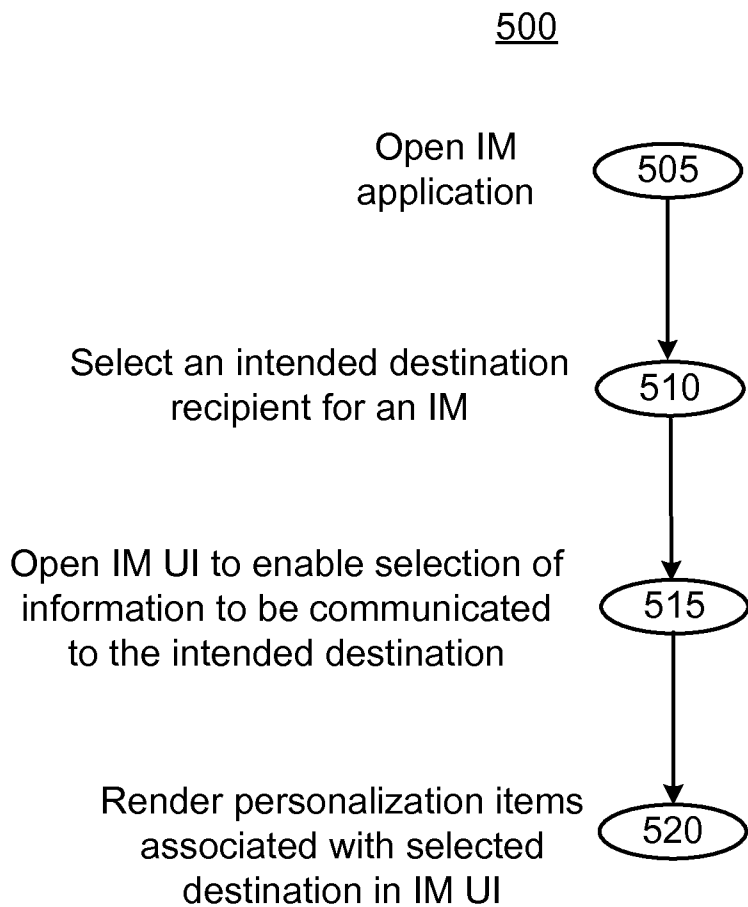 500
Open IM
application
505
Select an intended destination
recipient for an IM
510
Open IM UI to enable selection of
information to be communicated
to the intended destination
515
Render personalization items
associated with selected
destination in IM UI
520